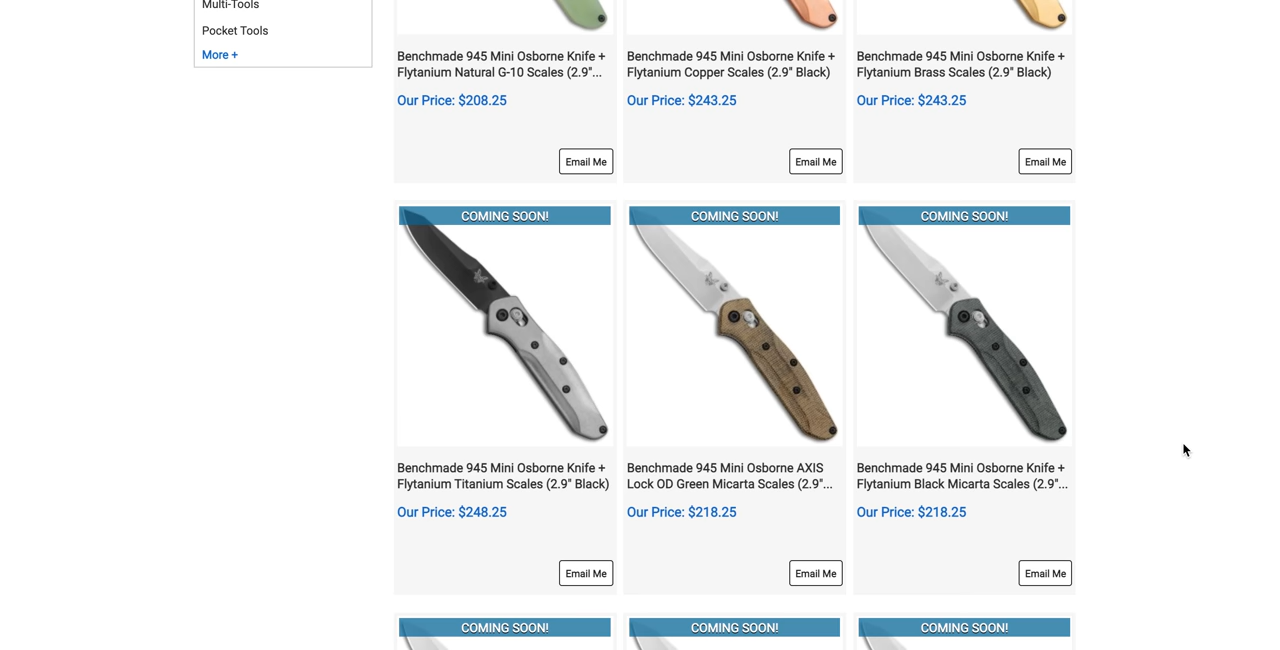 Multi-Tools
Pocket Tools
More +
Benchmade 945 Mini Osborne Knife +
Flytanium Natural G-10 Scales (2.9"...
Our Price: $208.25
Email Me
Benchmade 945 Mini Osborne Knife +
Flytanium Copper Scales (2.9" Black)
Our Price: $243.25
Email Me
Benchmade 945 Mini Osborne Knife +
Flytanium Brass Scales (2.9" Black)
Our Price: $243.25
Email Me
COMING SOON!
Benchmade 945 Mini Osborne Knife +
Flytanium Titanium Scales (2.9" Black)
Our Price: $248.25
Email Me
COMING SOON!
Benchmade 945 Mini Osborne AXIS
Lock OD Green Micarta Scales (2.9"...
Our Price: $218.25
Email Me
COMING SOON!
Benchmade 945 Mini Osborne Knife +
Flytanium Black Micarta Scales (2.9"...
Our Price: $218.25
Email Me
COMING SOON!
COMING SOON!
COMING SOON!